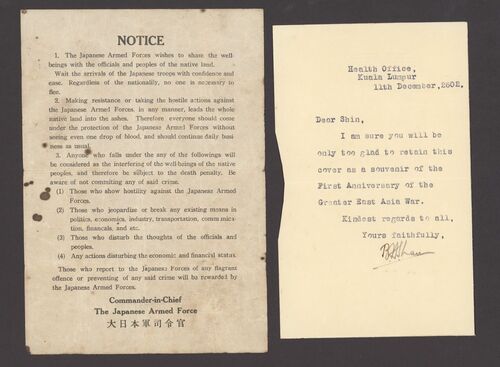 NOTICE
1. The Japanese Armed Forces wishes to share the well-
beings with the officials and peoples of the native land.
Wait the arrivals of the Japanese troops with confidence and
ease. Regardless of the nationality, no one is necessary to
flee.
2. Making resistance or taking the hostile actions against
the Japanese Armed Forces, in any manner, leads the whole
native land into the ashes. Therefore everyone should come
under the protection of the Japanese Armed Forces without
seeing even one drop of blood, and should continue daily busi
ness as usual.
3. Anyone who falls under the any of the followings will
be considered as the interfering of the well-beings of the native
peoples, and therefore be subject to the death penalty. Be
aware of not commiting any of said crime.
(1) Those who show hostility against the Japanese Armed
Forces.
(2) Those who jeopardize or break any existing means in
politics, economics, industry, transportation, communica-
tion, financals, and etc.
(3) Those who disturb the thoughts of the officials and
peoples.
(4) Any actions disturbing the economic and financial status.
Those who report to the Japanese Forces of any flagrant
offence or preventing of any said crime will be rewarded by
the Japanese Armed Forces.
Commander-in-Chief
The Japanese Armed Force
大日本軍司令官
Health Office,
Kuala Lumpur
11th December, 2602.
Dear Shin,
I am sure you will be
only too glad to retain this
cover as a souvenir of the
First Anniversary of the
Greater East Asia War.
Kindest regards to all,
Yours faithfully,